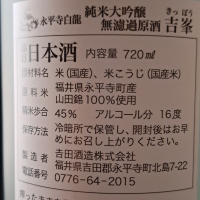 永平寺白龍
純米大吟醸
無濾過原酒
きっぽう
吉峯
日本酒 内容量 720㎖
原材料名 米(国産)、米こうじ(国産米)
原料米 福井県永平寺町産
山田錦100%使用
精米歩合 45% アルコール分 16度
保存方法 冷暗所で保管し、開封後はお早
めにお召し上がりください。
製造者 吉田酒造株式会社
福井県吉田郡永平寺町北島7-22
電話番号 0776-64-2015